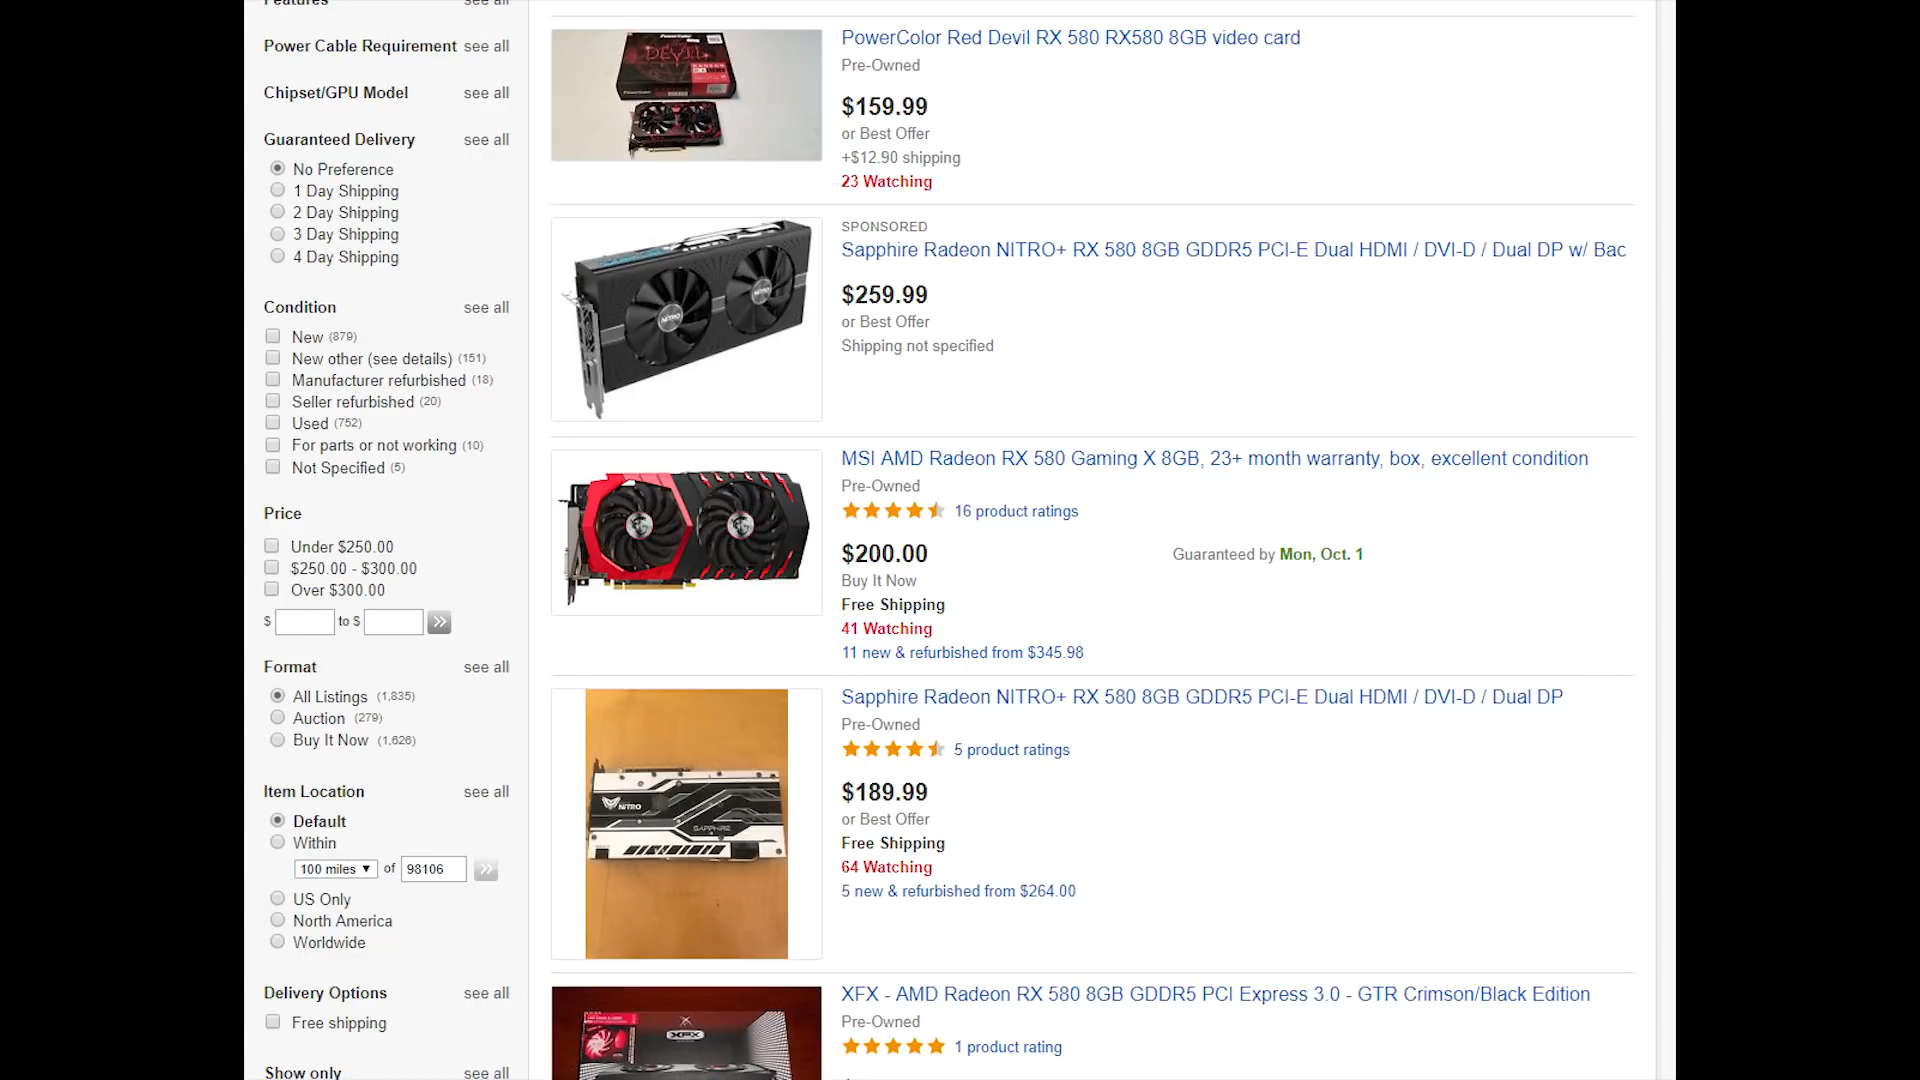 Features see all
Power Cable Requirement see all
Chipset/GPU Model see all
Guaranteed Delivery see all
No Preference
1 Day Shipping
2 Day Shipping
3 Day Shipping
4 Day Shipping
Condition see all
New (879)
New other (see details) (151)
Manufacturer refurbished (18)
Seller refurbished (20)
Used (752)
For parts or not working (10)
Not Specified (5)
Price
Under $250.00
$250.00 - $300.00
Over $300.00
$ to $
Format see all
All Listings (1,835)
Auction (279)
Buy It Now (1,626)
Item Location see all
Default
Within
100 miles of 98106
US Only
North America
Worldwide
Delivery Options see all
Free shipping
Show only see all
DEVIL
PowerColor Red Devil RX 580 RX580 8GB video card
Pre-Owned
$159.99
or Best Offer
+$12.90 shipping
23 Watching
NITRO
NITRO
SPONSORED
Sapphire Radeon NITRO+ RX 580 8GB GDDR5 PCI-E Dual HDMI / DVI-D / Dual DP w/ Bac
$259.99
or Best Offer
Shipping not specified
MSI AMD Radeon RX 580 Gaming X 8GB, 23+ month warranty, box, excellent condition
Pre-Owned
16 product ratings
$200.00
Buy It Now
Free Shipping
41 Watching
11 new & refurbished from $345.98
Guaranteed by Mon, Oct. 1
NITRO
SAPPHIRE
Sapphire Radeon NITRO+ RX 580 8GB GDDR5 PCI-E Dual HDMI / DVI-D / Dual DP
Pre-Owned
5 product ratings
$189.99
or Best Offer
Free Shipping
64 Watching
5 new & refurbished from $264.00
XFX
XFX - AMD Radeon RX 580 8GB GDDR5 PCI Express 3.0 - GTR Crimson/Black Edition
Pre-Owned
1 product rating